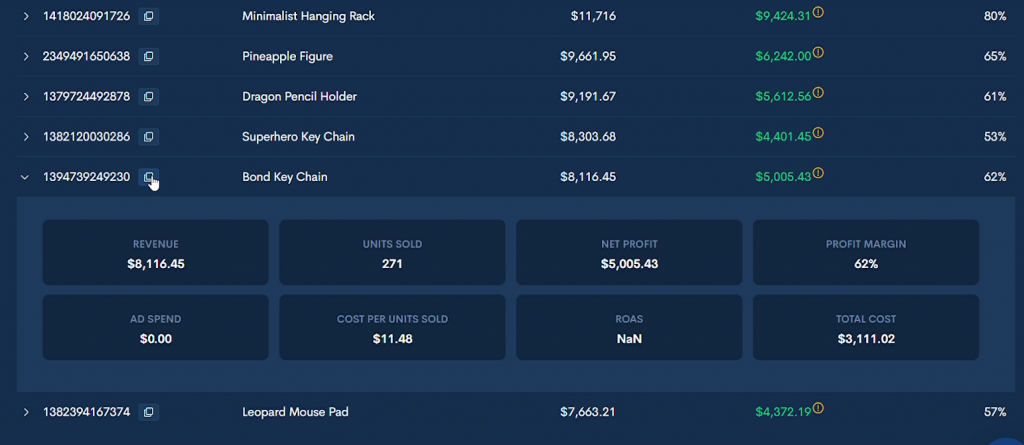 1418024091726 Minimalist Hanging Rack $11,716 $9,424.31 80%
2349491650638 Pineapple Figure $9,661.95 $6,242.00 65%
1379724492878 Dragon Pencil Holder $9,191.67 $5,612.56 61%
1382120030286 Superhero Key Chain $8,303.68 $4,401.45 53%
1394739249230 Bond Key Chain $8,116.45 $5,005.43 62%
REVENUE UNITS SOLD NET PROFIT PROFIT MARGIN
$8,116.45 271 $5,005.43 62%
AD SPEND COST PER UNITS SOLD ROAS TOTAL COST
$0.00 $11.48 NaN $3,111.02
1382394167374 Leopard Mouse Pad $7,663.21 $4,372.19 57%